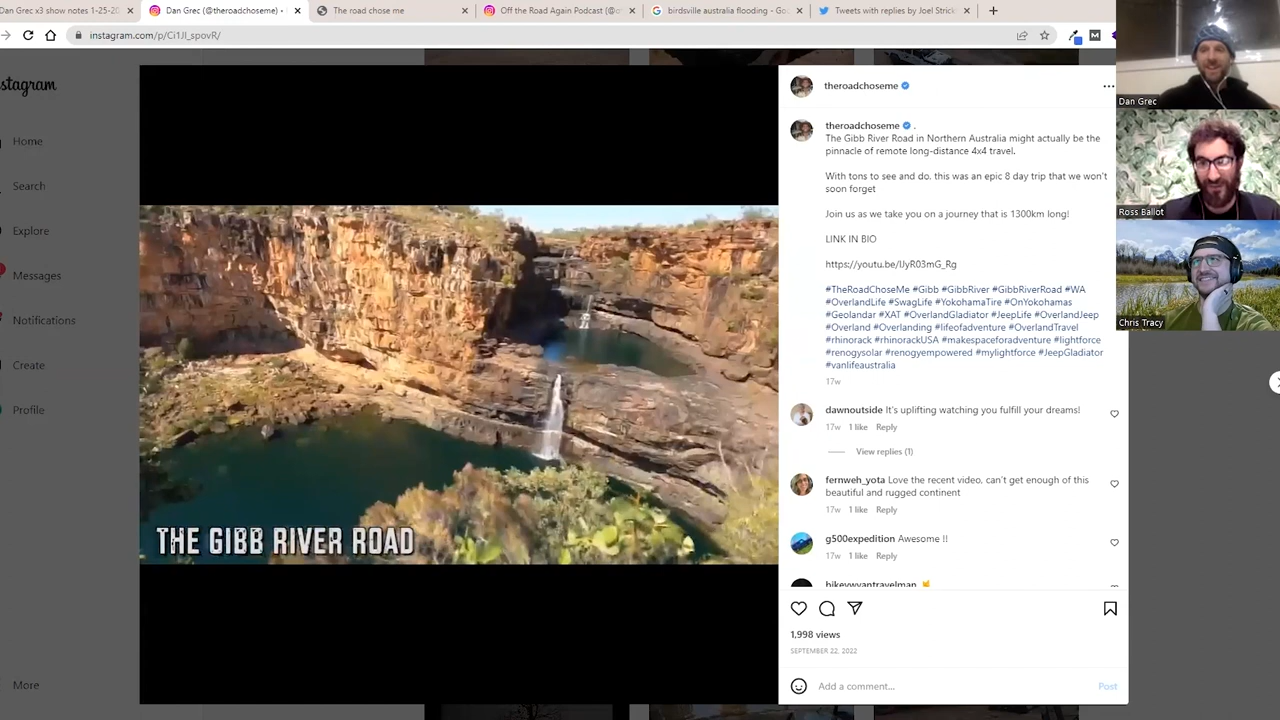 Dan Grec x3 show notes 1-25-20
Dan Grec (@theroadchoseme) •
The road chose me
Off the Road Again Podcast (@o
birdsville australia flooding - Go
Tweets with replies by Joel Strick
instagram.com/p/Ci1JI_spovR/
stagram
Home
Search
Explore
Messages
Notifications
Create
Profile
More
THE GIBB RIVER ROAD
theroadchoseme
theroadchoseme .
The Gibb River Road in Northern Australia might actually be the
pinnacle of remote long-distance 4x4 travel.
With tons to see and do, this was an epic 8 day trip that we won't
soon forget
Join us as we take you on a journey that is 1300km long!
LINK IN BIO
https://youtu.be/lJyR03mG_Rg
#TheRoadChoseMe #Gibb #GibbRiver #GibbRiverRoad #WA
#OverlandLife #SwagLife #YokohamaTire #OnYokohamas
#Geolandar #XAT #OverlandGladiator #JeepLife #OverlandJeep
#Overland #Overlanding #lifeofadventure #OverlandTravel
#rhinorack #rhinorackUSA #makespaceforadventure #lightforce
#renogysolar #renogyempowered #mylightforce #JeepGladiator
#vanlifeaustralia
17w
dawnoutside It's uplifting watching you fulfill your dreams!
17w 1 like Reply
View replies (1)
fernweh_yota Love the recent video, can't get enough of this
beautiful and rugged continent
17w 1 like Reply
g500expedition Awesome !!
17w 1 like Reply
1,998 views
SEPTEMBER 22, 2022
Add a comment...
Post
Dan Grec
Ross Ballot
Chris Tracy